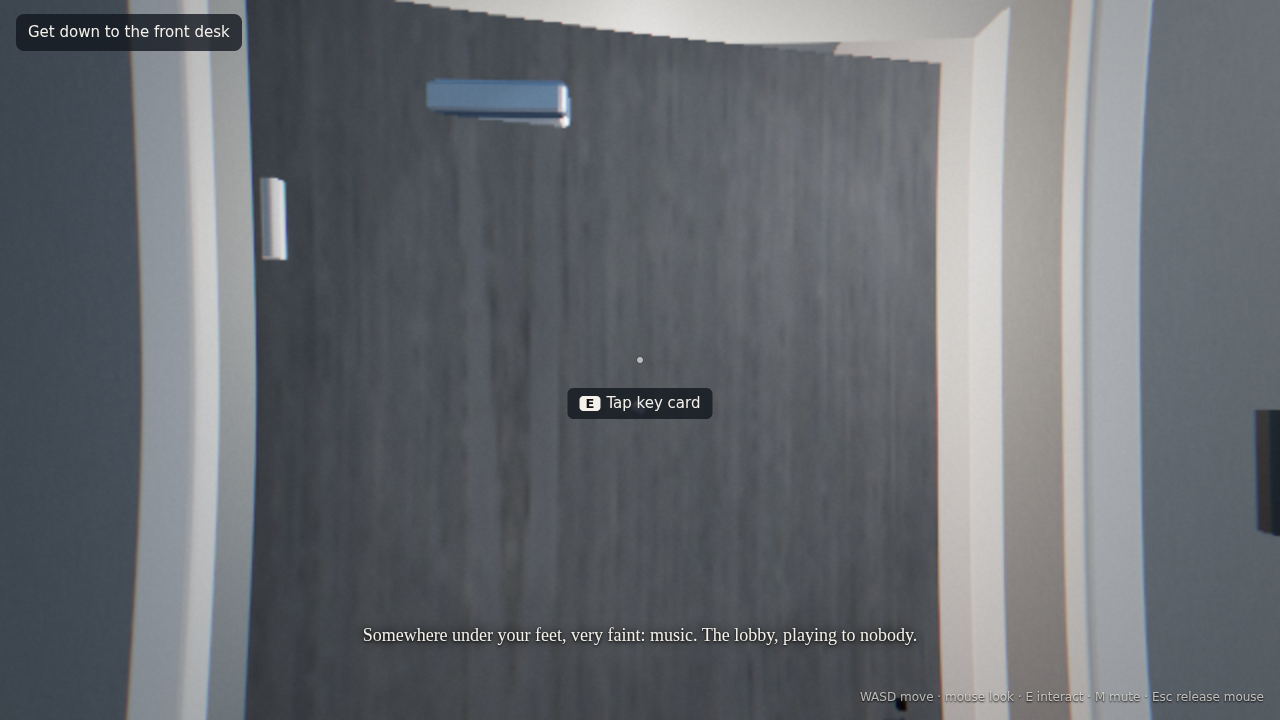 Get down to the front desk
E Tap key card
Somewhere under your feet, very faint: music. The lobby, playing to nobody.
WASD move · mouse look · E interact · M mute · Esc release mouse